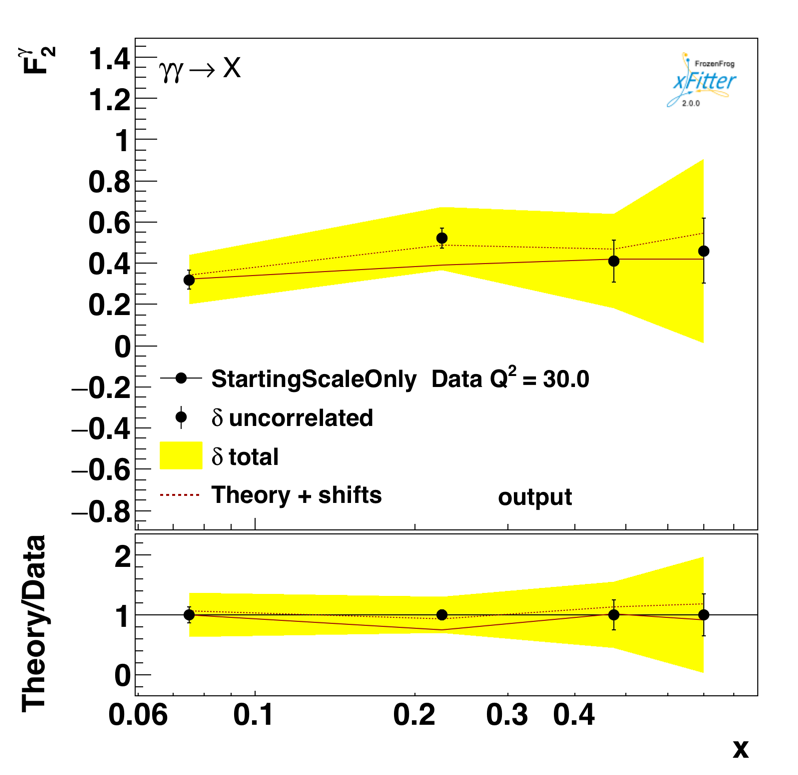 F₂^γ
γγ → X
FrozenFrog
xFitter
2.0.0
1.4
1.2
1
0.8
0.6
0.4
0.2
0
−0.2
−0.4
−0.6
−0.8
StartingScaleOnly Data Q² = 30.0
δ uncorrelated
δ total
Theory + shifts output
Theory/Data
2
1
0
0.06 0.1 0.2 0.3 0.4
x